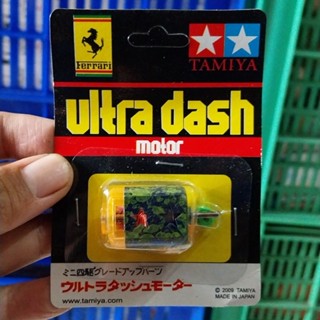 Ferrari
TAMIYA
ultra dash
motor
ミニ四駆グレードアップパーツ
ウルトラダッシュモーター
www.tamiya.com
© 2009 TAMIYA
MADE IN JAPAN